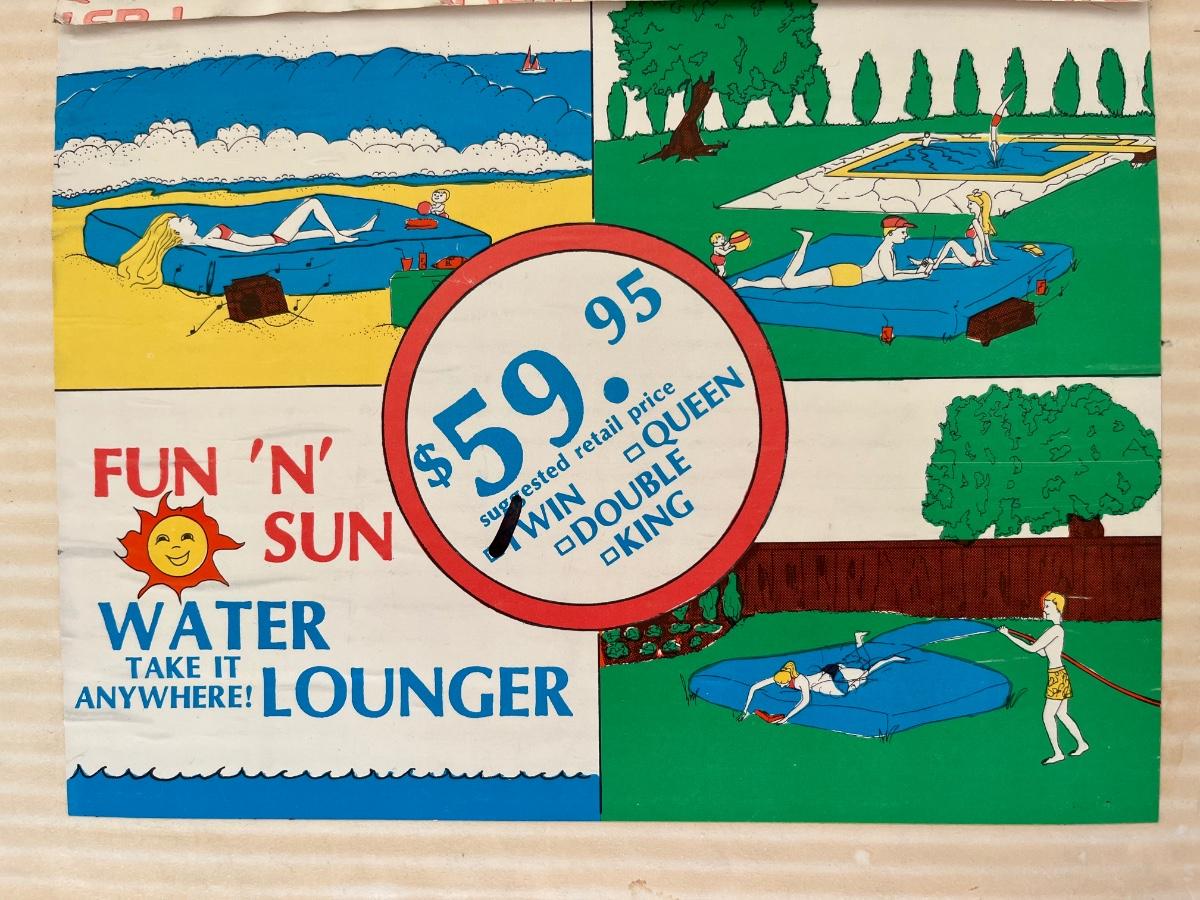 $59.95
suggested retail price
TWIN
QUEEN
DOUBLE
KING
FUN 'N'
SUN
WATER
TAKE IT
ANYWHERE!
LOUNGER